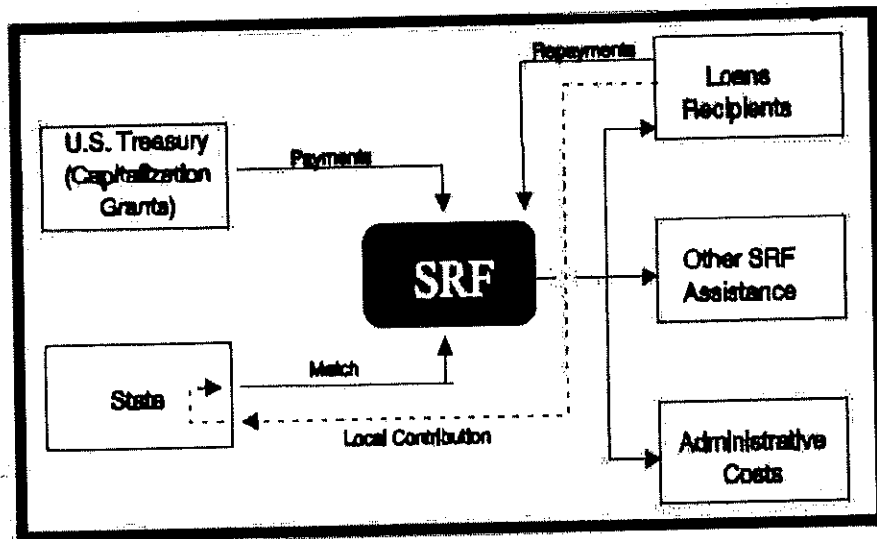 Repayments
Loans
Recipients
U.S. Treasury
(Capitalization
Grants)
Payments
SRF
Other SRF
Assistance
State
Match
Local Contribution
Administrative
Costs